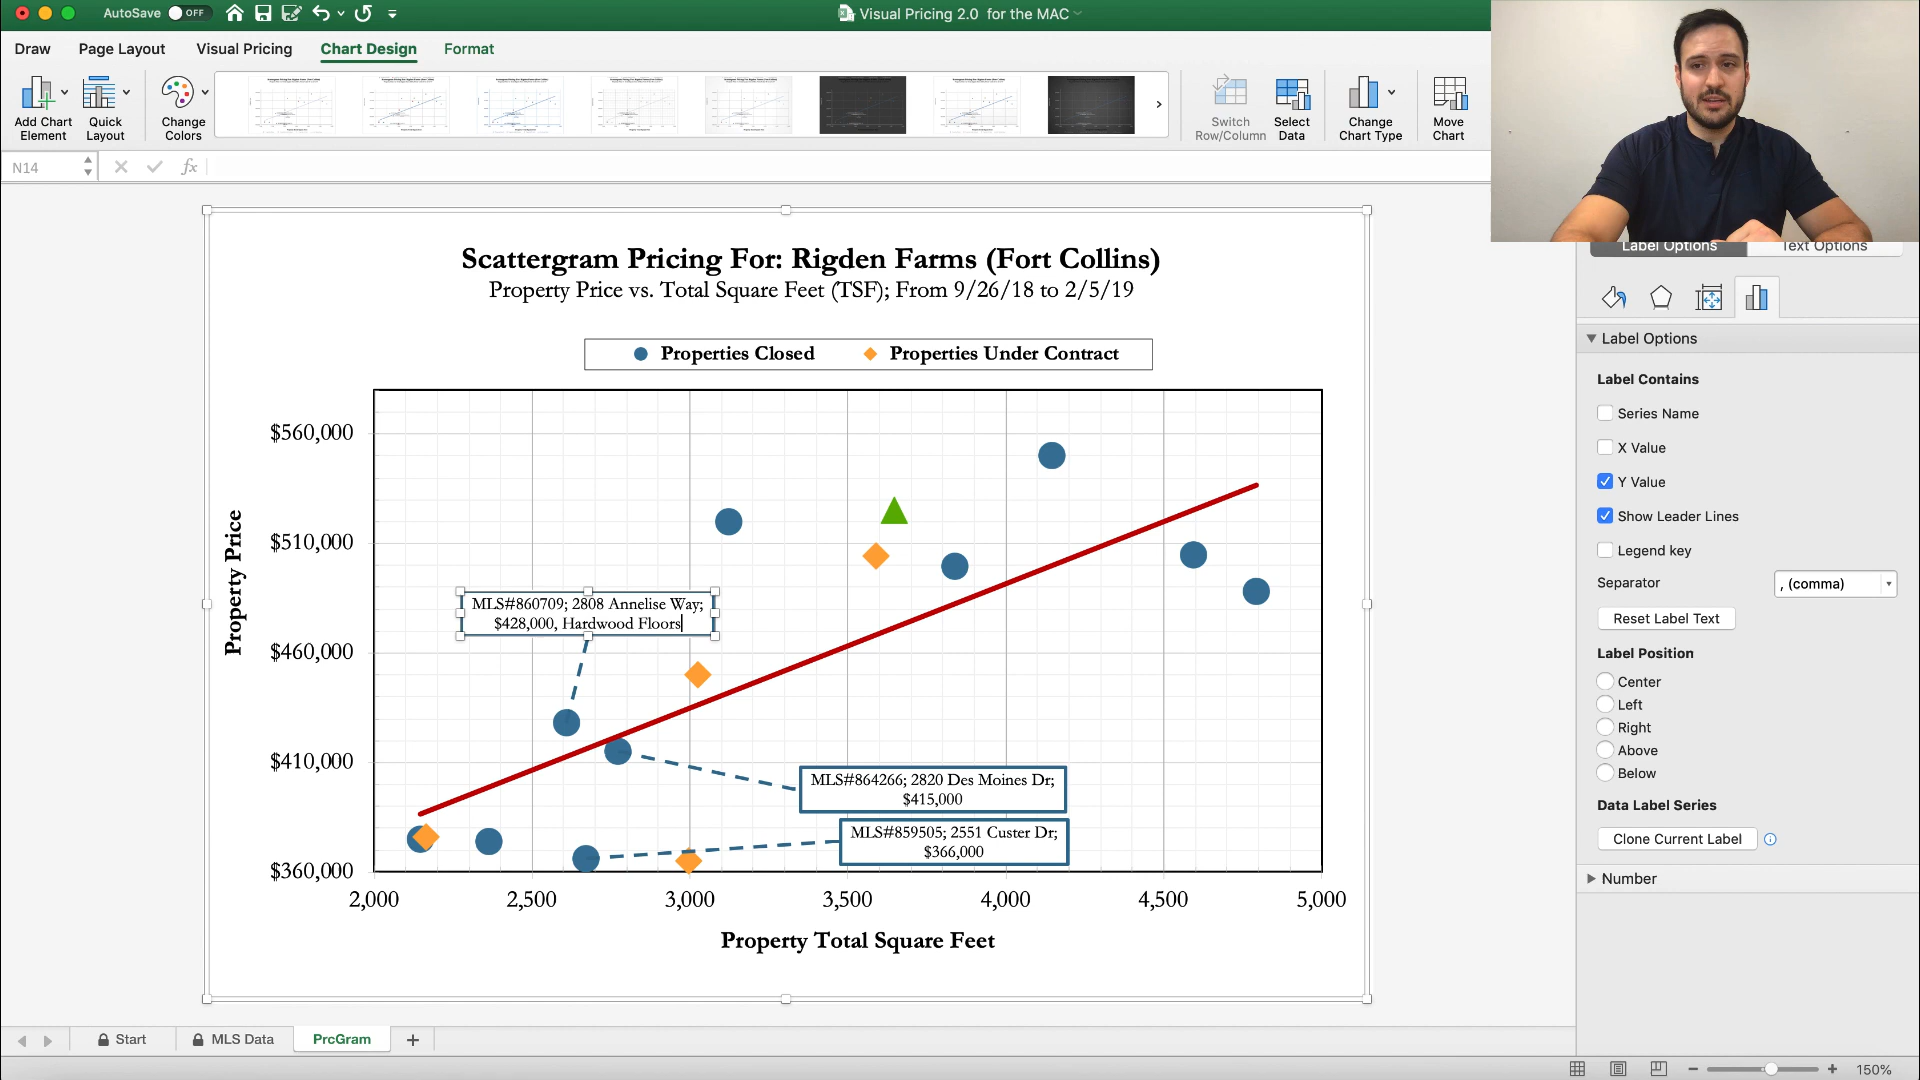 AutoSave OFF
Visual Pricing 2.0 for the MAC
Draw Page Layout Visual Pricing Chart Design Format
Add Chart
Element
Quick
Layout
Change
Colors
Switch
Row/Column
Select
Data
Change
Chart Type
Move
Chart
N14
fx
Scattergram Pricing For: Rigden Farms (Fort Collins)
Property Price vs. Total Square Feet (TSF); From 9/26/18 to 2/5/19
Properties Closed Properties Under Contract
Property Price
$560,000
$510,000
$460,000
$410,000
$360,000
MLS#860709; 2808 Annelise Way;
$428,000, Hardwood Floors
MLS#864266; 2820 Des Moines Dr;
$415,000
MLS#859505; 2551 Custer Dr;
$366,000
2,000 2,500 3,000 3,500 4,000 4,500 5,000
Property Total Square Feet
Label Options Text Options
Label Options
Label Contains
Series Name
X Value
Y Value
Show Leader Lines
Legend key
Separator , (comma)
Reset Label Text
Label Position
Center
Left
Right
Above
Below
Data Label Series
Clone Current Label
Number
Start MLS Data PrcGram +
150%